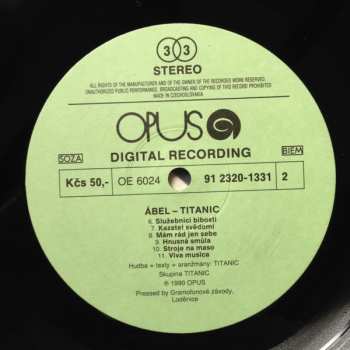 33
STEREO
ALL RIGHTS OF THE MANUFACTURER AND OF THE OWNER OF THE RECORDED WORK RESERVED.
UNAUTHORIZED PUBLIC PERFORMANCE, BROADCASTING AND COPYING OF THIS RECORD PROHIBITED
MADE IN CZECHOSLOVAKIA
OPUS
SOZA BIEM
DIGITAL RECORDING
Kčs 50,- OE 6024 91 2320-1331 2
ÁBEL – TITANIC
6. Služebníci blbosti
7. Kazatel svědomí
8. Mám rád jen sebe
9. Hnusná smůla
10. Stroje na maso
11. Viva musica
Hudba + texty + aranžmány: TITANIC
Skupina TITANIC
℗ 1990 OPUS
Pressed by Gramofonové závody,
Loděnice